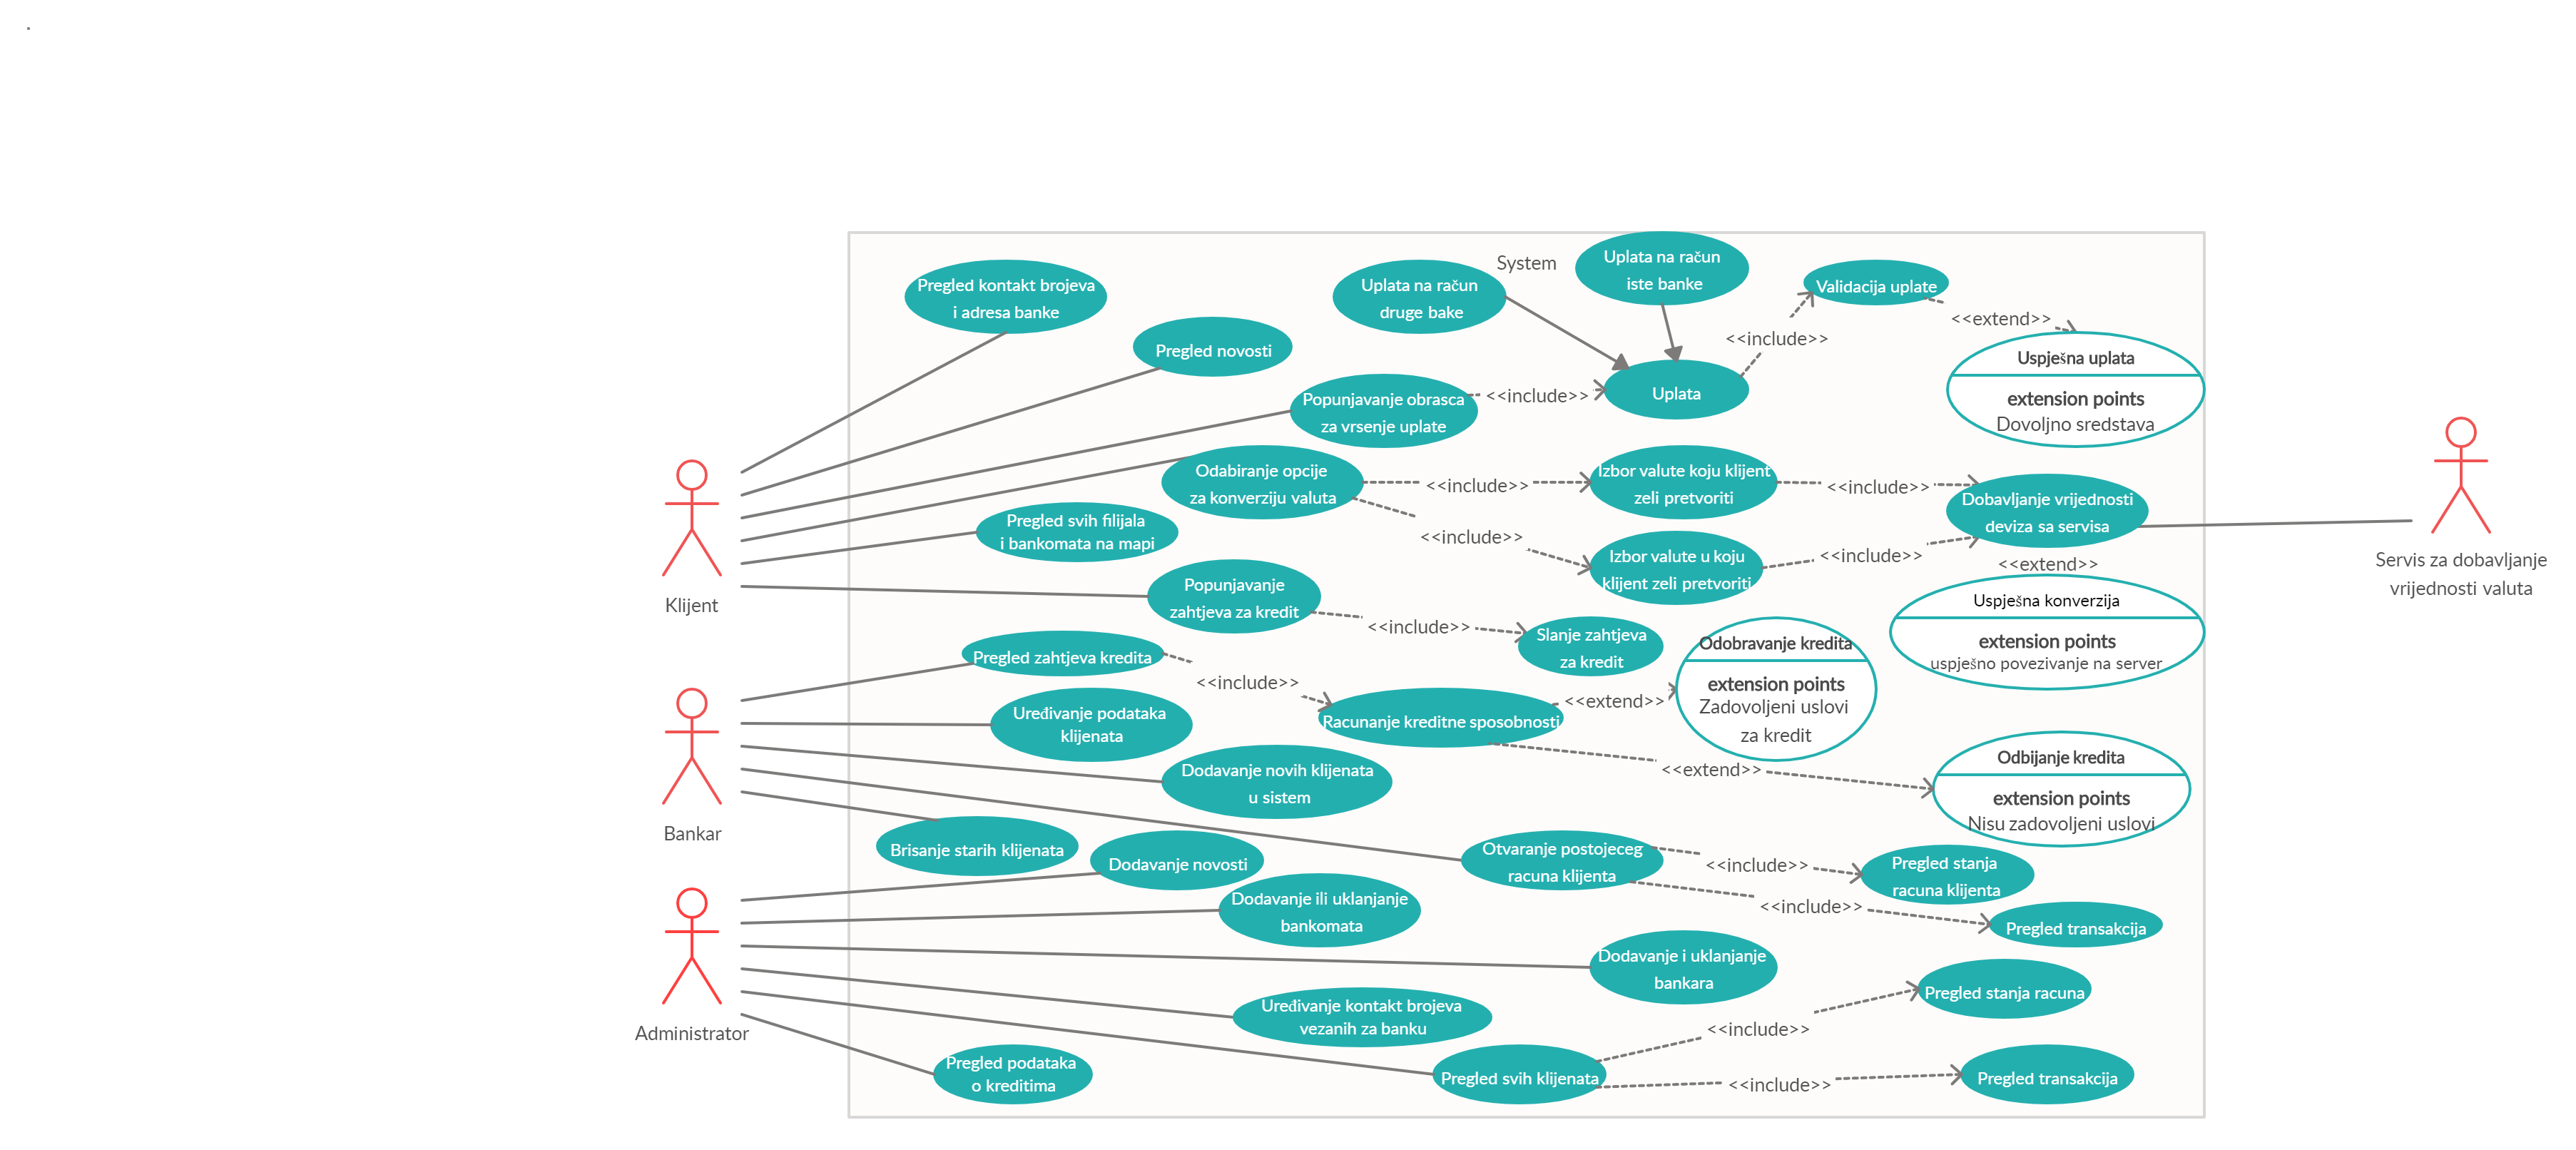 System
Pregled kontakt brojeva
i adresa banke
Uplata na račun
druge bake
Uplata na račun
iste banke
Validacija uplate
<<extend>>
<<include>>
Pregled novosti
Uspješna uplata
extension points
Dovoljno sredstava
Popunjavanje obrasca
za vrsenje uplate
<<include>>
Uplata
Odabiranje opcije
za konverziju valuta
<<include>>
Izbor valute koju klijent
zeli pretvoriti
<<include>>
Dobavljanje vrijednosti
deviza sa servisa
Pregled svih filijala
i bankomata na mapi
<<include>>
Izbor valute u koju
klijent zeli pretvoriti
<<include>>
<<extend>>
Servis za dobavljanje
vrijednosti valuta
Klijent
Popunjavanje
zahtjeva za kredit
<<include>>
Slanje zahtjeva
za kredit
Uspješna konverzija
extension points
uspješno povezivanje na server
Odobravanje kredita
extension points
Zadovoljeni uslovi
za kredit
Pregled zahtjeva kredita
<<include>>
Racunanje kreditne sposobnosti
<<extend>>
<<extend>>
Uređivanje podataka
klijenata
Odbijanje kredita
extension points
Nisu zadovoljeni uslovi
Dodavanje novih klijenata
u sistem
Bankar
Brisanje starih klijenata
Dodavanje novosti
Otvaranje postojeceg
racuna klijenta
<<include>>
Pregled stanja
racuna klijenta
<<include>>
Pregled transakcija
Dodavanje ili uklanjanje
bankomata
Dodavanje i uklanjanje
bankara
Administrator
Uređivanje kontakt brojeva
vezanih za banku
<<include>>
Pregled stanja racuna
Pregled podataka
o kreditima
Pregled svih klijenata
<<include>>
Pregled transakcija